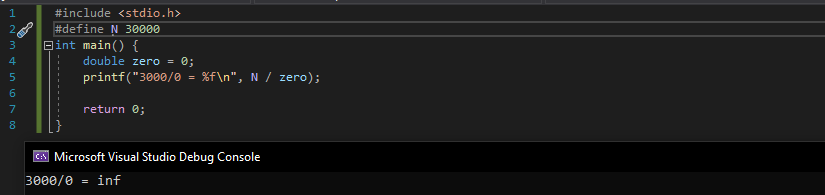 1 #include <stdio.h>
2 #define N 30000
3 int main() {
4 double zero = 0;
5 printf("3000/0 = %f\n", N / zero);
6
7 return 0;
8 }
C:\ Microsoft Visual Studio Debug Console
3000/0 = inf